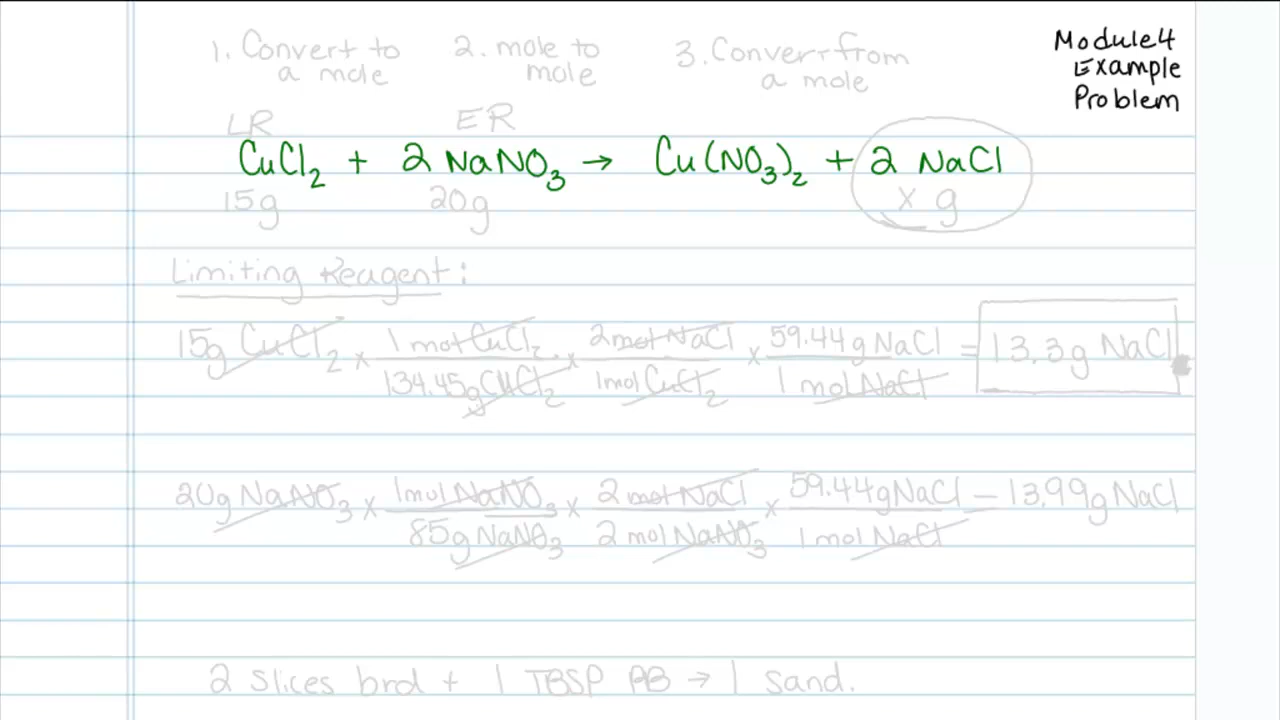 1. Convert to a mole
2. mole to mole
3. Convert from a mole
Module 4
Example
Problem
LR ER
CuCl₂ + 2 NaNO₃ → Cu(NO₃)₂ + 2 NaCl
15g 20g x g
Limiting Reagent:
15g CuCl₂ x 1 mol CuCl₂ / 134.45g CuCl₂ x 2 mol NaCl / 1 mol CuCl₂ x 59.44 g NaCl / 1 mol NaCl = 13.3g NaCl
20g NaNO₃ x 1 mol NaNO₃ / 85g NaNO₃ x 2 mol NaCl / 2 mol NaNO₃ x 59.44 g NaCl / 1 mol NaCl = 13.99g NaCl
2 slices brd + 1 TBSP PB → 1 sand.